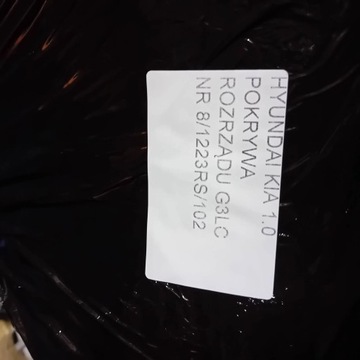 HYUNDAI KIA 1.0
POKRYWA
ROZRZĄDU G3LC
NR 8/1223RS/102